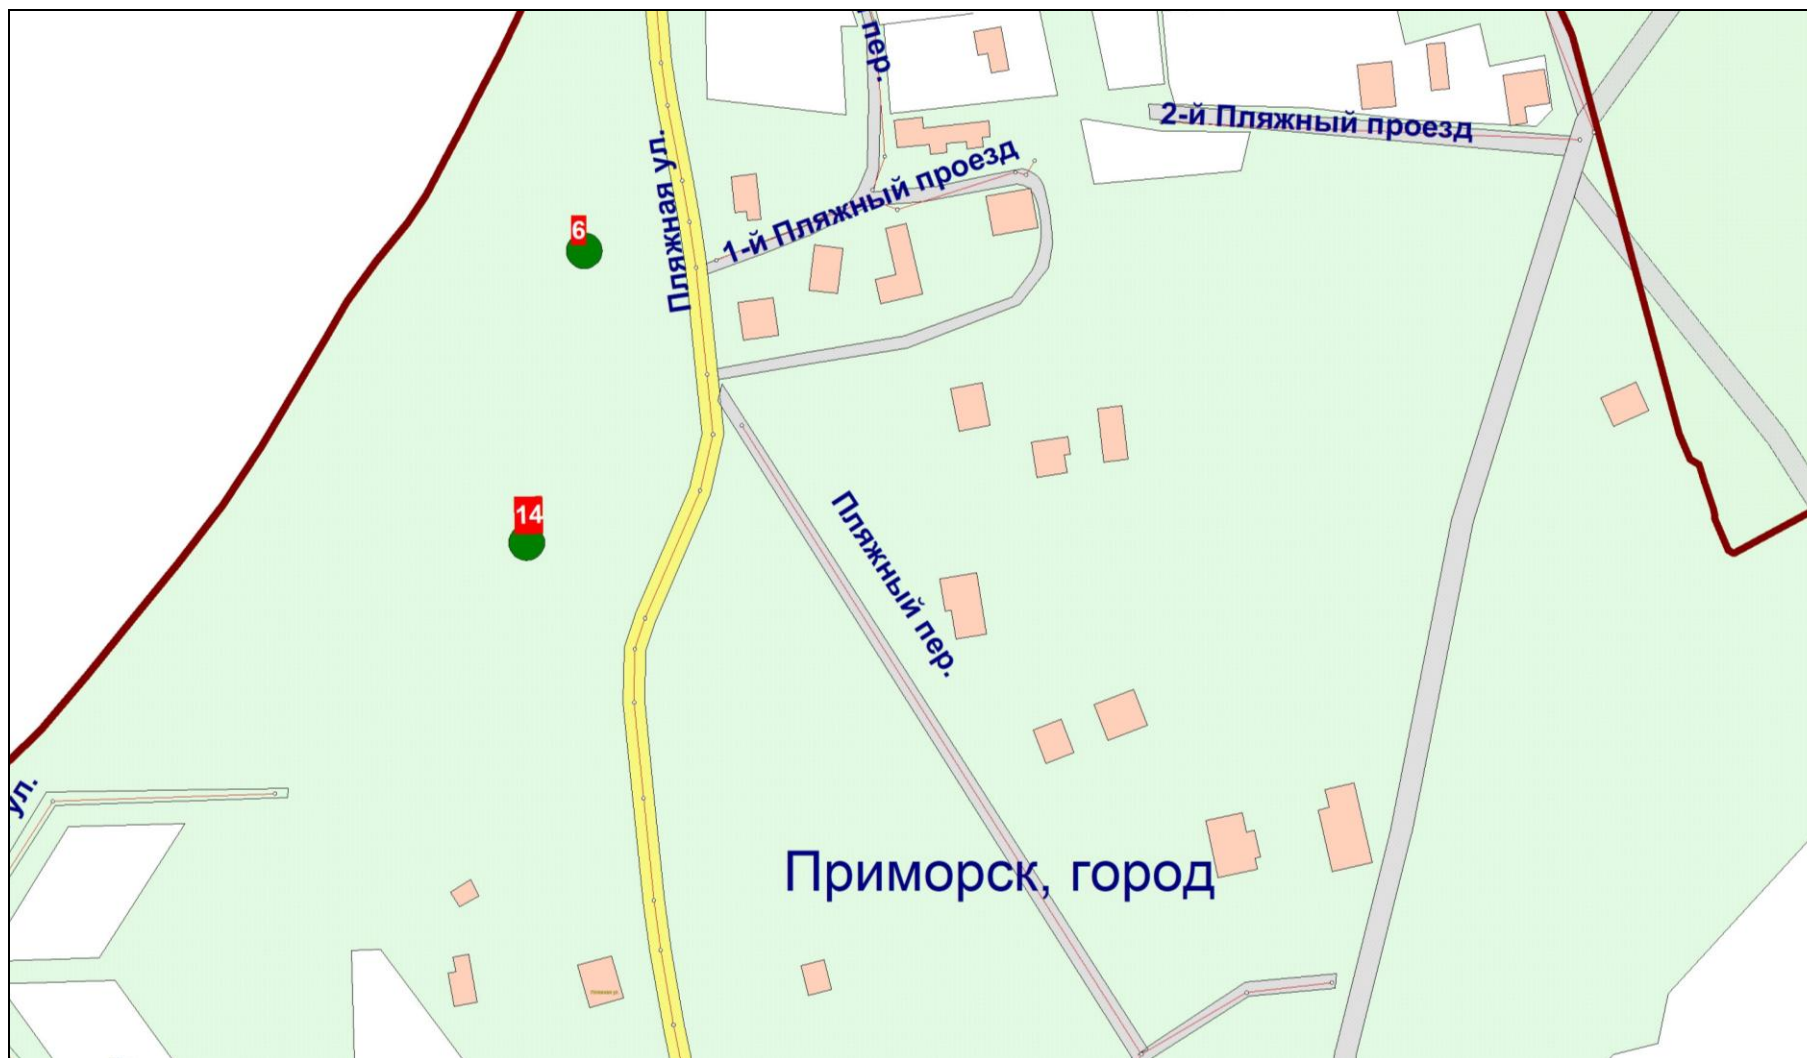 пер.
2-й Пляжный проезд
Пляжная ул.
1-й Пляжный проезд
6
14
Пляжный пер.
ул.
Приморск, город